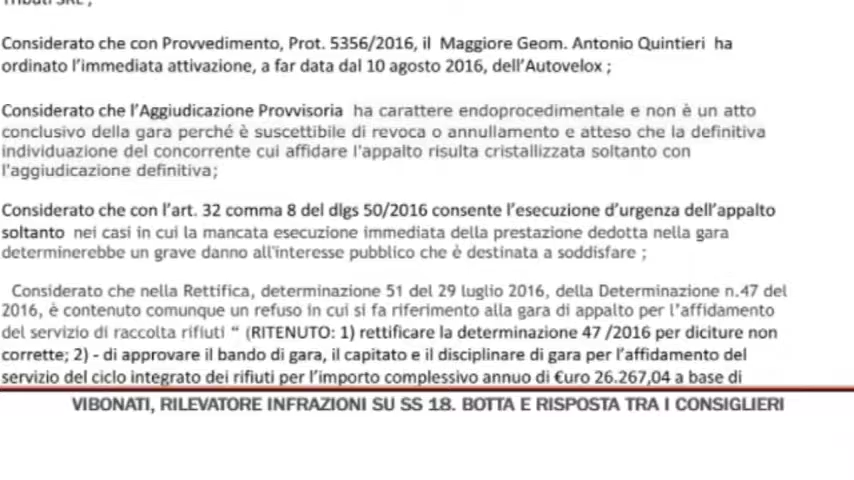 Tributi SRL ;
Considerato che con Provvedimento, Prot. 5356/2016, il Maggiore Geom. Antonio Quintieri ha
ordinato l’immediata attivazione, a far data dal 10 agosto 2016, dell’Autovelox ;
Considerato che l’Aggiudicazione Provvisoria ha carattere endoprocedimentale e non è un atto
conclusivo della gara perché è suscettibile di revoca o annullamento e atteso che la definitiva
individuazione del concorrente cui affidare l'appalto risulta cristallizzata soltanto con
l’aggiudicazione definitiva;
Considerato che con l’art. 32 comma 8 del dlgs 50/2016 consente l’esecuzione d’urgenza dell’appalto
soltanto nei casi in cui la mancata esecuzione immediata della prestazione dedotta nella gara
determinerebbe un grave danno all'interesse pubblico che è destinata a soddisfare ;
Considerato che nella Rettifica, determinazione 51 del 29 luglio 2016, della Determinazione n.47 del
2016, è contenuto comunque un refuso in cui si fa riferimento alla gara di appalto per l’affidamento
del servizio di raccolta rifiuti “ (RITENUTO: 1) rettificare la determinazione 47 /2016 per diciture non
corrette; 2) - di approvare il bando di gara, il capitato e il disciplinare di gara per l’affidamento del
servizio del ciclo integrato dei rifiuti per l’importo complessivo annuo di €uro 26.267,04 a base di
VIBONATI, RILEVATORE INFRAZIONI SU SS 18. BOTTA E RISPOSTA TRA I CONSIGLIERI